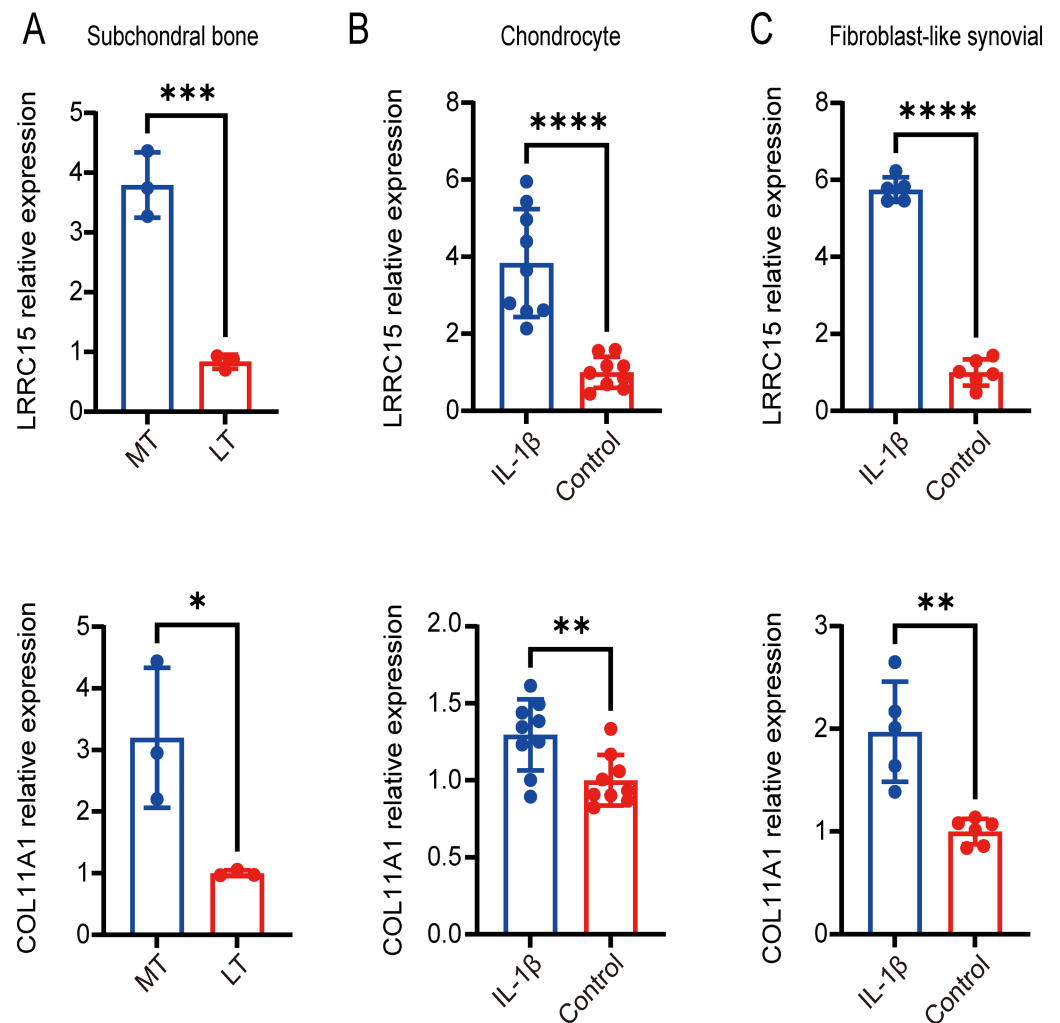 A Subchondral bone
B Chondrocyte
C Fibroblast-like synovial
LRRC15 relative expression
5
4
3
2
1
0
***
MT
LT
LRRC15 relative expression
8
6
4
2
0
****
IL-1β
Control
LRRC15 relative expression
8
6
4
2
0
****
IL-1β
Control
COL11A1 relative expression
5
4
3
2
1
0
*
MT
LT
COL11A1 relative expression
2.0
1.5
1.0
0.5
0.0
**
IL-1β
Control
COL11A1 relative expression
3
2
1
0
**
IL-1β
Control